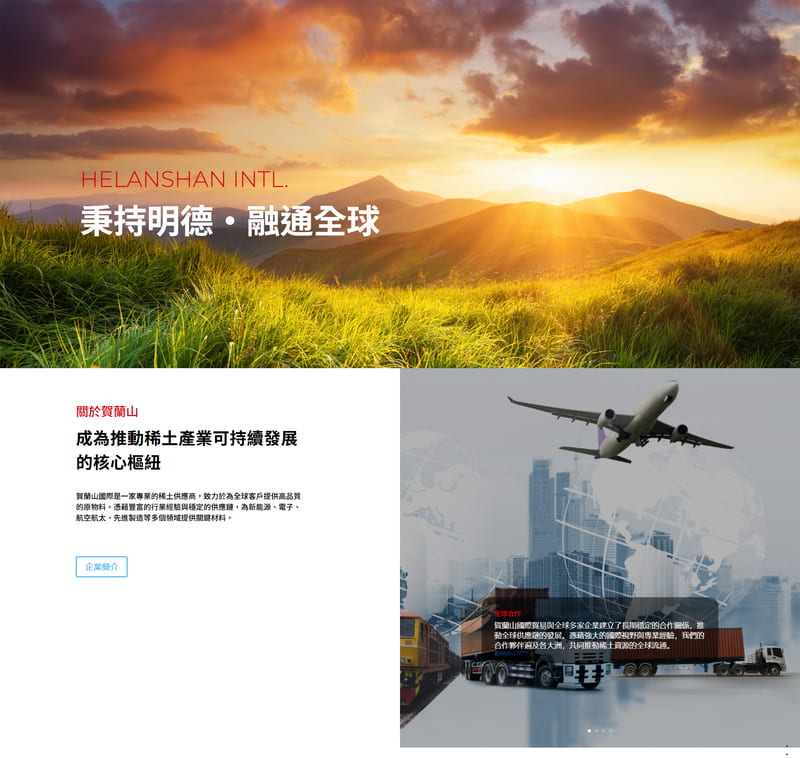 HELANSHAN INTL.
秉持明德・融通全球
關於賀蘭山
成為推動稀土產業可持續發展
的核心樞紐
賀蘭山國際是一家專業的稀土供應商，致力於為全球客戶提供高品質
的原物料。憑藉豐富的行業經驗與穩定的供應鏈，為新能源、電子、
航空航太、先進製造等多個領域提供關鍵材料。
企業簡介
全球合作
賀蘭山國際貿易與全球多家企業建立了長期穩定的合作關係，推
動全球供應鏈的發展。憑藉強大的國際視野與專業經驗，我們的
合作夥伴遍及各大洲，共同推動稀土資源的全球流通。